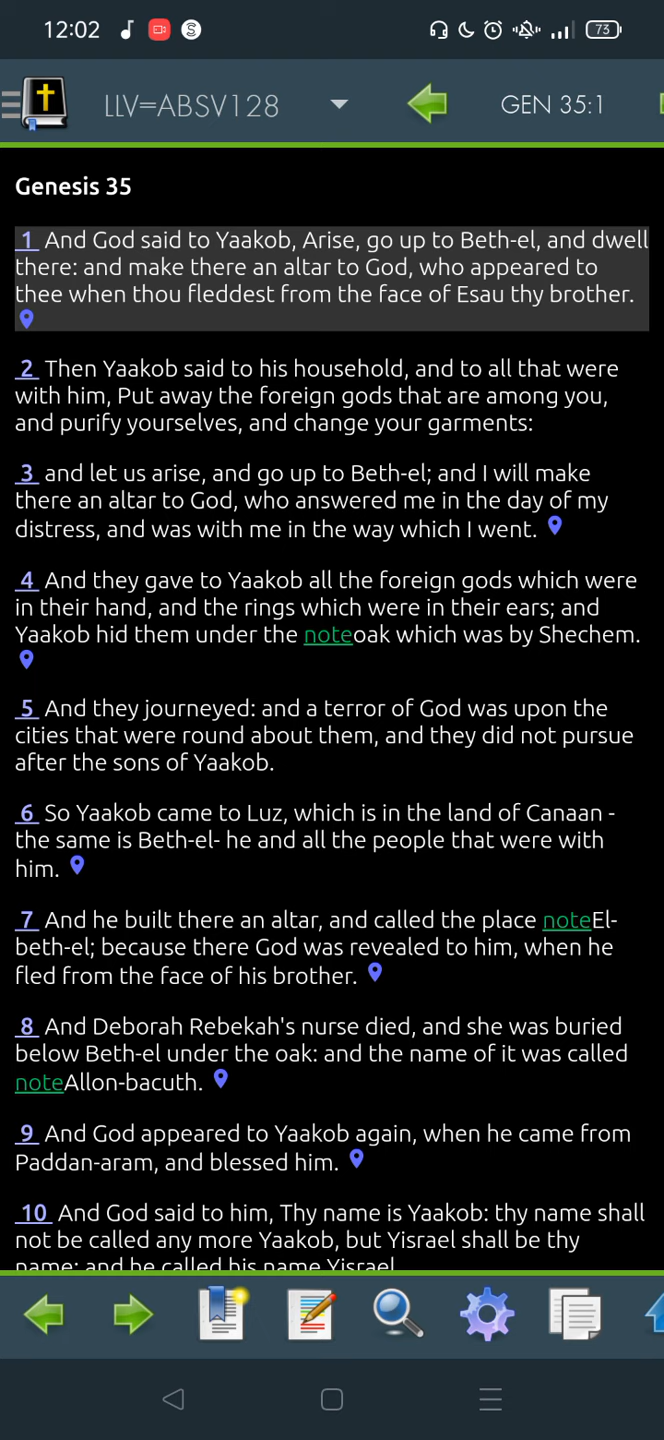 12:02
73
LLV=ABSV128
GEN 35:1
Genesis 35
1 And God said to Yaakob, Arise, go up to Beth-el, and dwell
there: and make there an altar to God, who appeared to
thee when thou fleddest from the face of Esau thy brother.
2 Then Yaakob said to his household, and to all that were
with him, Put away the foreign gods that are among you,
and purify yourselves, and change your garments:
3 and let us arise, and go up to Beth-el; and I will make
there an altar to God, who answered me in the day of my
distress, and was with me in the way which I went.
4 And they gave to Yaakob all the foreign gods which were
in their hand, and the rings which were in their ears; and
Yaakob hid them under the noteoak which was by Shechem.
5 And they journeyed: and a terror of God was upon the
cities that were round about them, and they did not pursue
after the sons of Yaakob.
6 So Yaakob came to Luz, which is in the land of Canaan -
the same is Beth-el- he and all the people that were with
him.
7 And he built there an altar, and called the place noteEl-
beth-el; because there God was revealed to him, when he
fled from the face of his brother.
8 And Deborah Rebekah's nurse died, and she was buried
below Beth-el under the oak: and the name of it was called
noteAllon-bacuth.
9 And God appeared to Yaakob again, when he came from
Paddan-aram, and blessed him.
10 And God said to him, Thy name is Yaakob: thy name shall
not be called any more Yaakob, but Yisrael shall be thy
name: and he called his name Yisrael